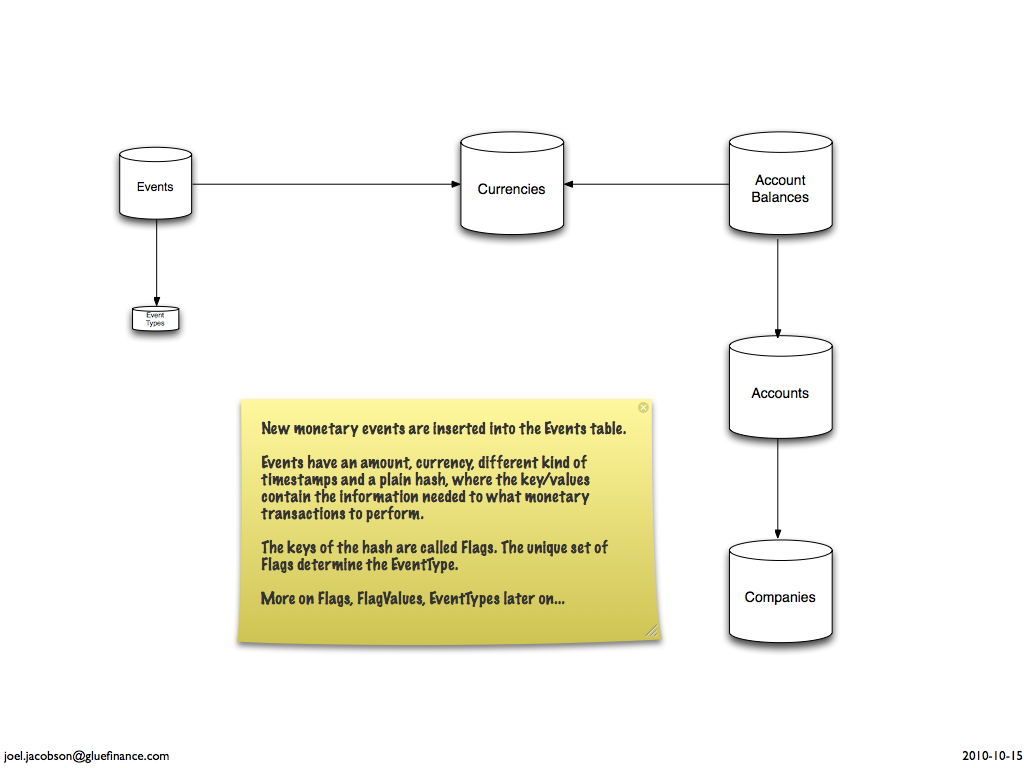 Events
Currencies
Account
Balances
Event
Types
Accounts
New monetary events are inserted into the Events table.
Events have an amount, currency, different kind of
timestamps and a plain hash, where the key/values
contain the information needed to what monetary
transactions to perform.
The keys of the hash are called Flags. The unique set of
Flags determine the EventType.
More on Flags, FlagValues, EventTypes later on...
Companies
joel.jacobson@gluefinance.com
2010-10-15